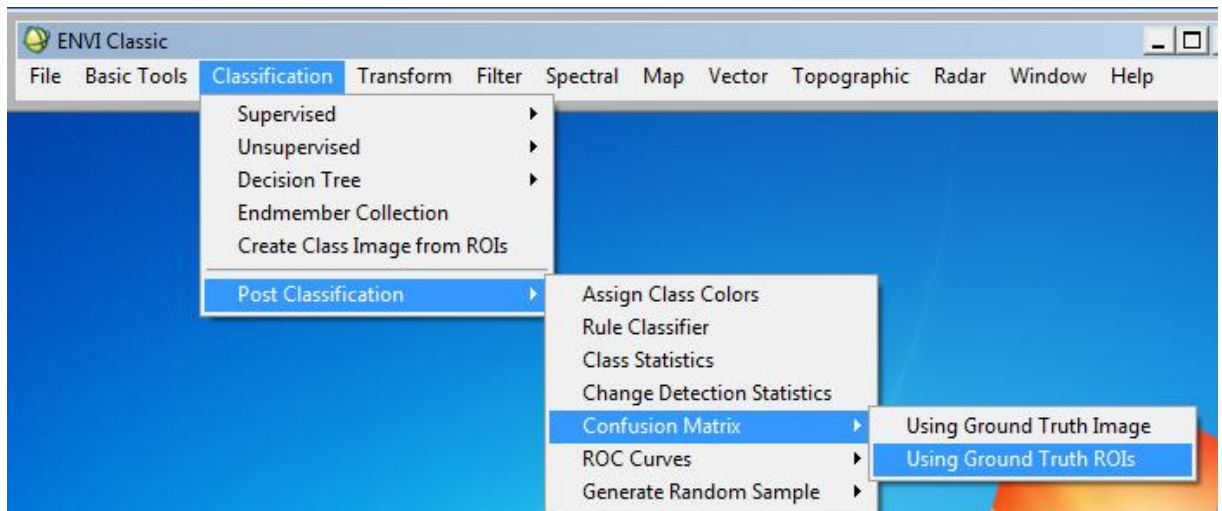 ENVI Classic
File Basic Tools Classification Transform Filter Spectral Map Vector Topographic Radar Window Help
Supervised
Unsupervised
Decision Tree
Endmember Collection
Create Class Image from ROIs
Post Classification
Assign Class Colors
Rule Classifier
Class Statistics
Change Detection Statistics
Confusion Matrix
ROC Curves
Generate Random Sample
Using Ground Truth Image
Using Ground Truth ROIs